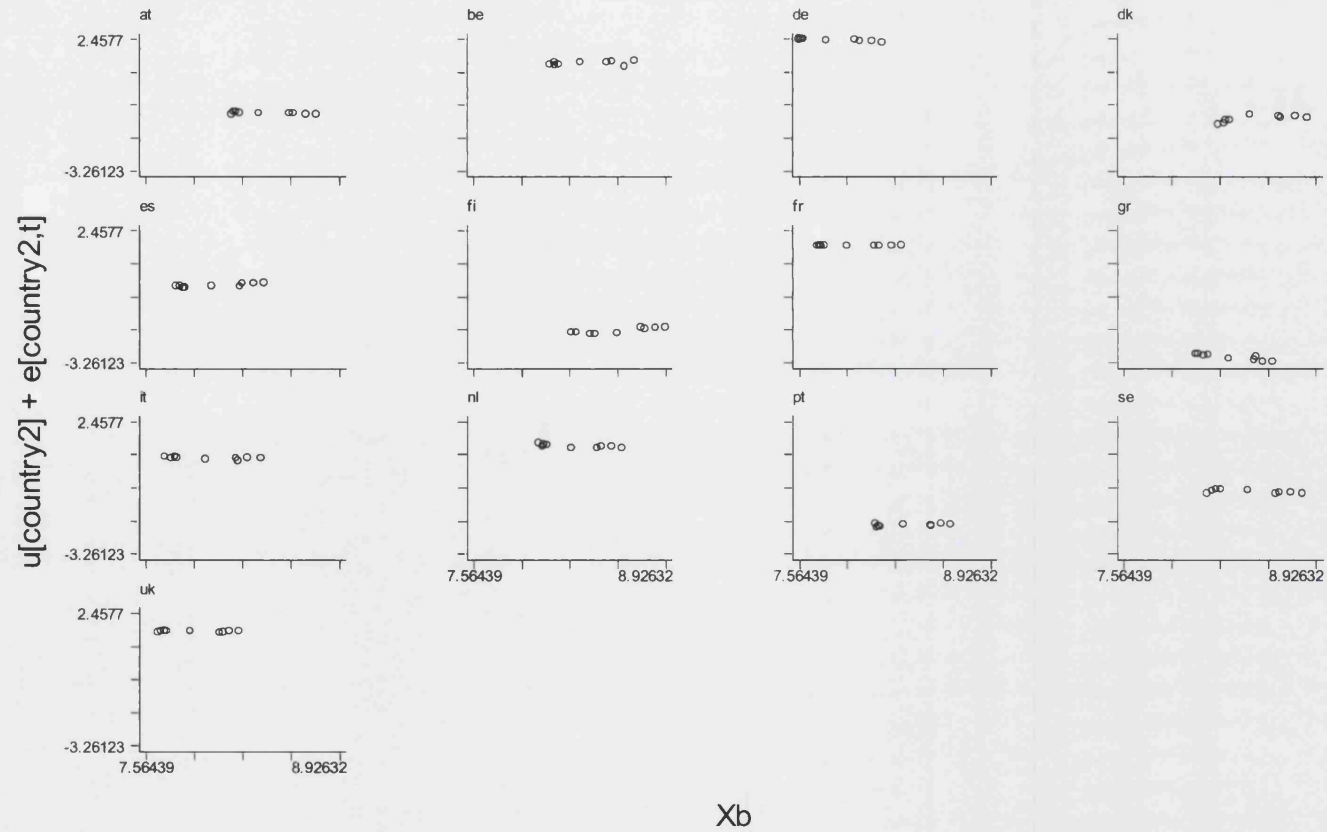 at be de dk
2.4577
-3.26123
es fi fr gr
2.4577
-3.26123
it nl pt se
2.4577
-3.26123
7.56439 8.92632 7.56439 8.92632 7.56439 8.92632
uk
2.4577
-3.26123
7.56439 8.92632
u[country2] + e[country2,t]
Xb